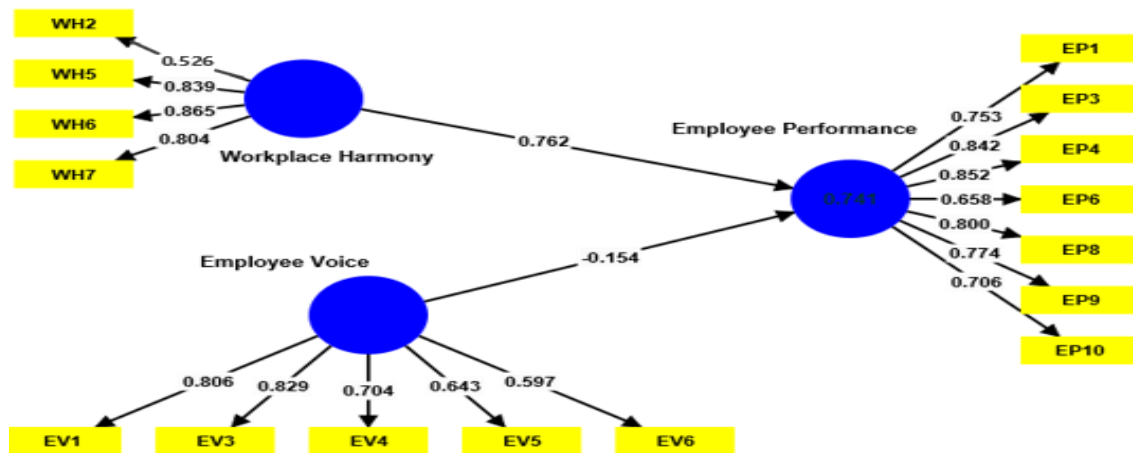 WH2
WH5
WH6
WH7
0.526
0.839
0.865
0.804
Workplace Harmony
0.762
Employee Performance
0.741
EP1
EP3
EP4
EP6
EP8
EP9
EP10
0.753
0.842
0.852
0.658
0.800
0.774
0.706
Employee Voice
-0.154
0.806
0.829
0.704
0.643
0.597
EV1
EV3
EV4
EV5
EV6